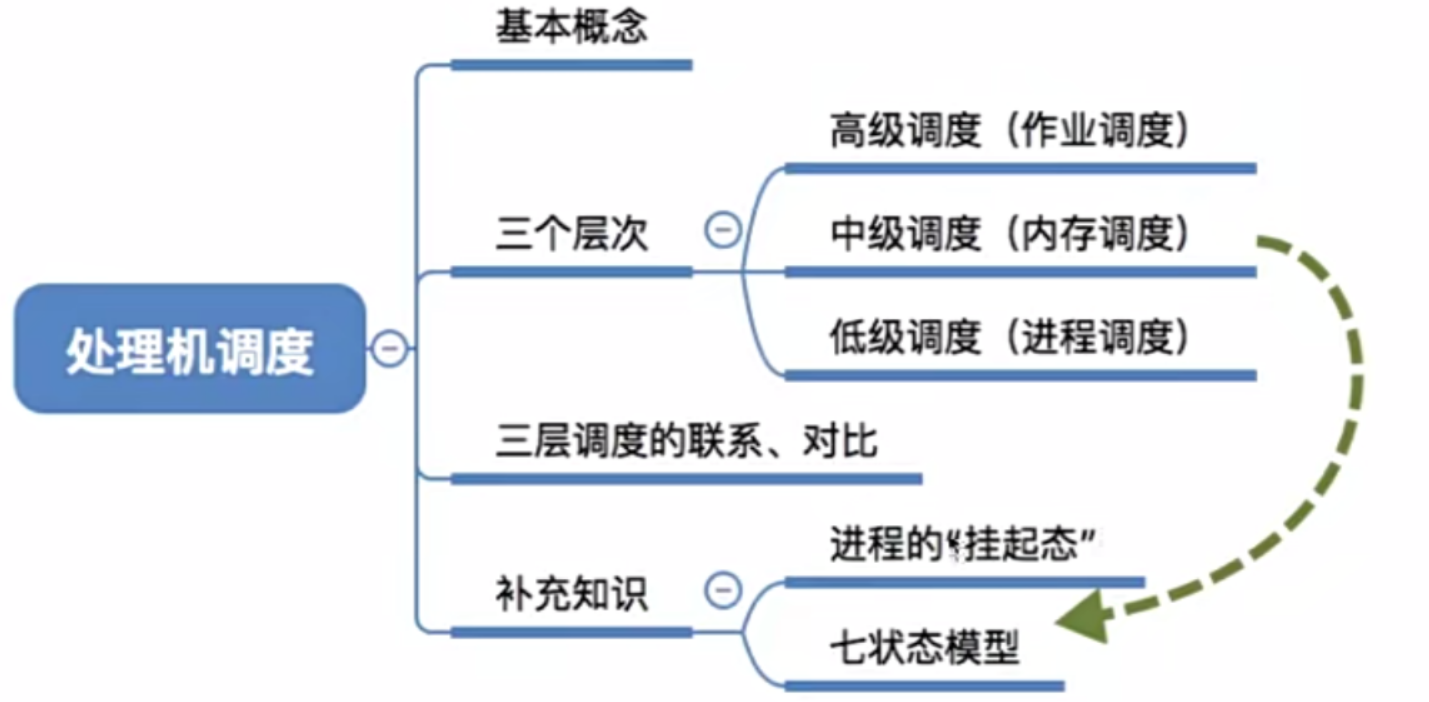 基本概念
高级调度（作业调度）
三个层次
中级调度（内存调度）
低级调度（进程调度）
处理机调度
三层调度的联系、对比
进程的“挂起态”
补充知识
七状态模型